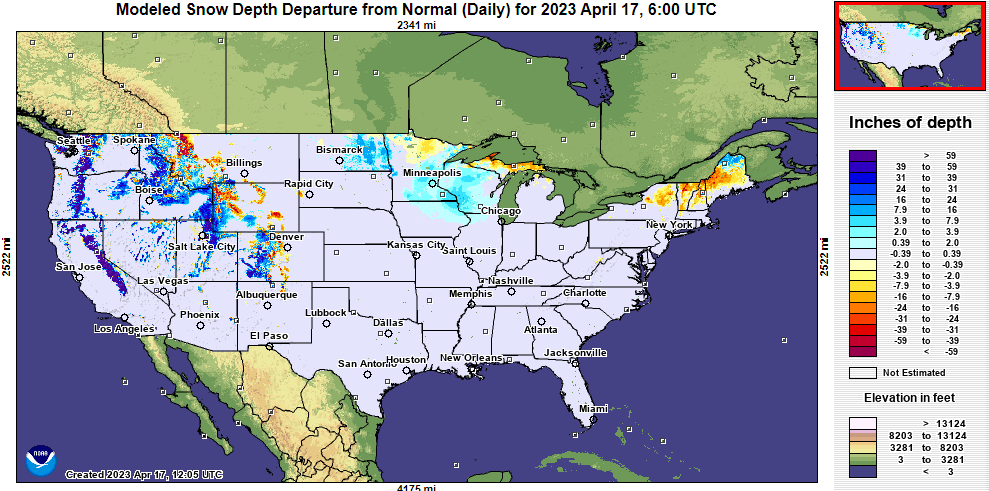 Modeled Snow Depth Departure from Normal (Daily) for 2023 April 17, 6:00 UTC
2341 mi
2522 mi
Seattle
Spokane
Billings
Bismarck
Minneapolis
Boise
Rapid City
Chicago
New York
Salt Lake City
Denver
Kansas City
Saint Louis
San Jose
Las Vegas
Nashville
Albuquerque
Memphis
Charlotte
Los Angeles
Phoenix
Lubbock
Dallas
Atlanta
El Paso
San Antonio
Houston
New Orleans
Jacksonville
Miami
NOAA
Created 2023 Apr 17, 12:05 UTC
2522 mi
4175 mi
Inches of depth
> 59
39 to 59
31 to 39
24 to 31
16 to 24
7.9 to 16
3.9 to 7.9
2.0 to 3.9
0.39 to 2.0
-0.39 to 0.39
-2.0 to -0.39
-3.9 to -2.0
-7.9 to -3.9
-16 to -7.9
-24 to -16
-31 to -24
-39 to -31
-59 to -39
< -59
Not Estimated
Elevation in feet
> 13124
8203 to 13124
3281 to 8203
3 to 3281
< 3